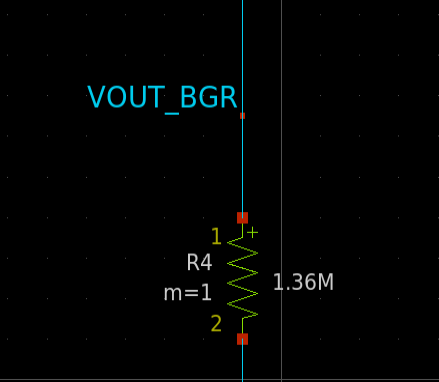 VOUT_BGR
1
+
R4
1.36M
m=1
2